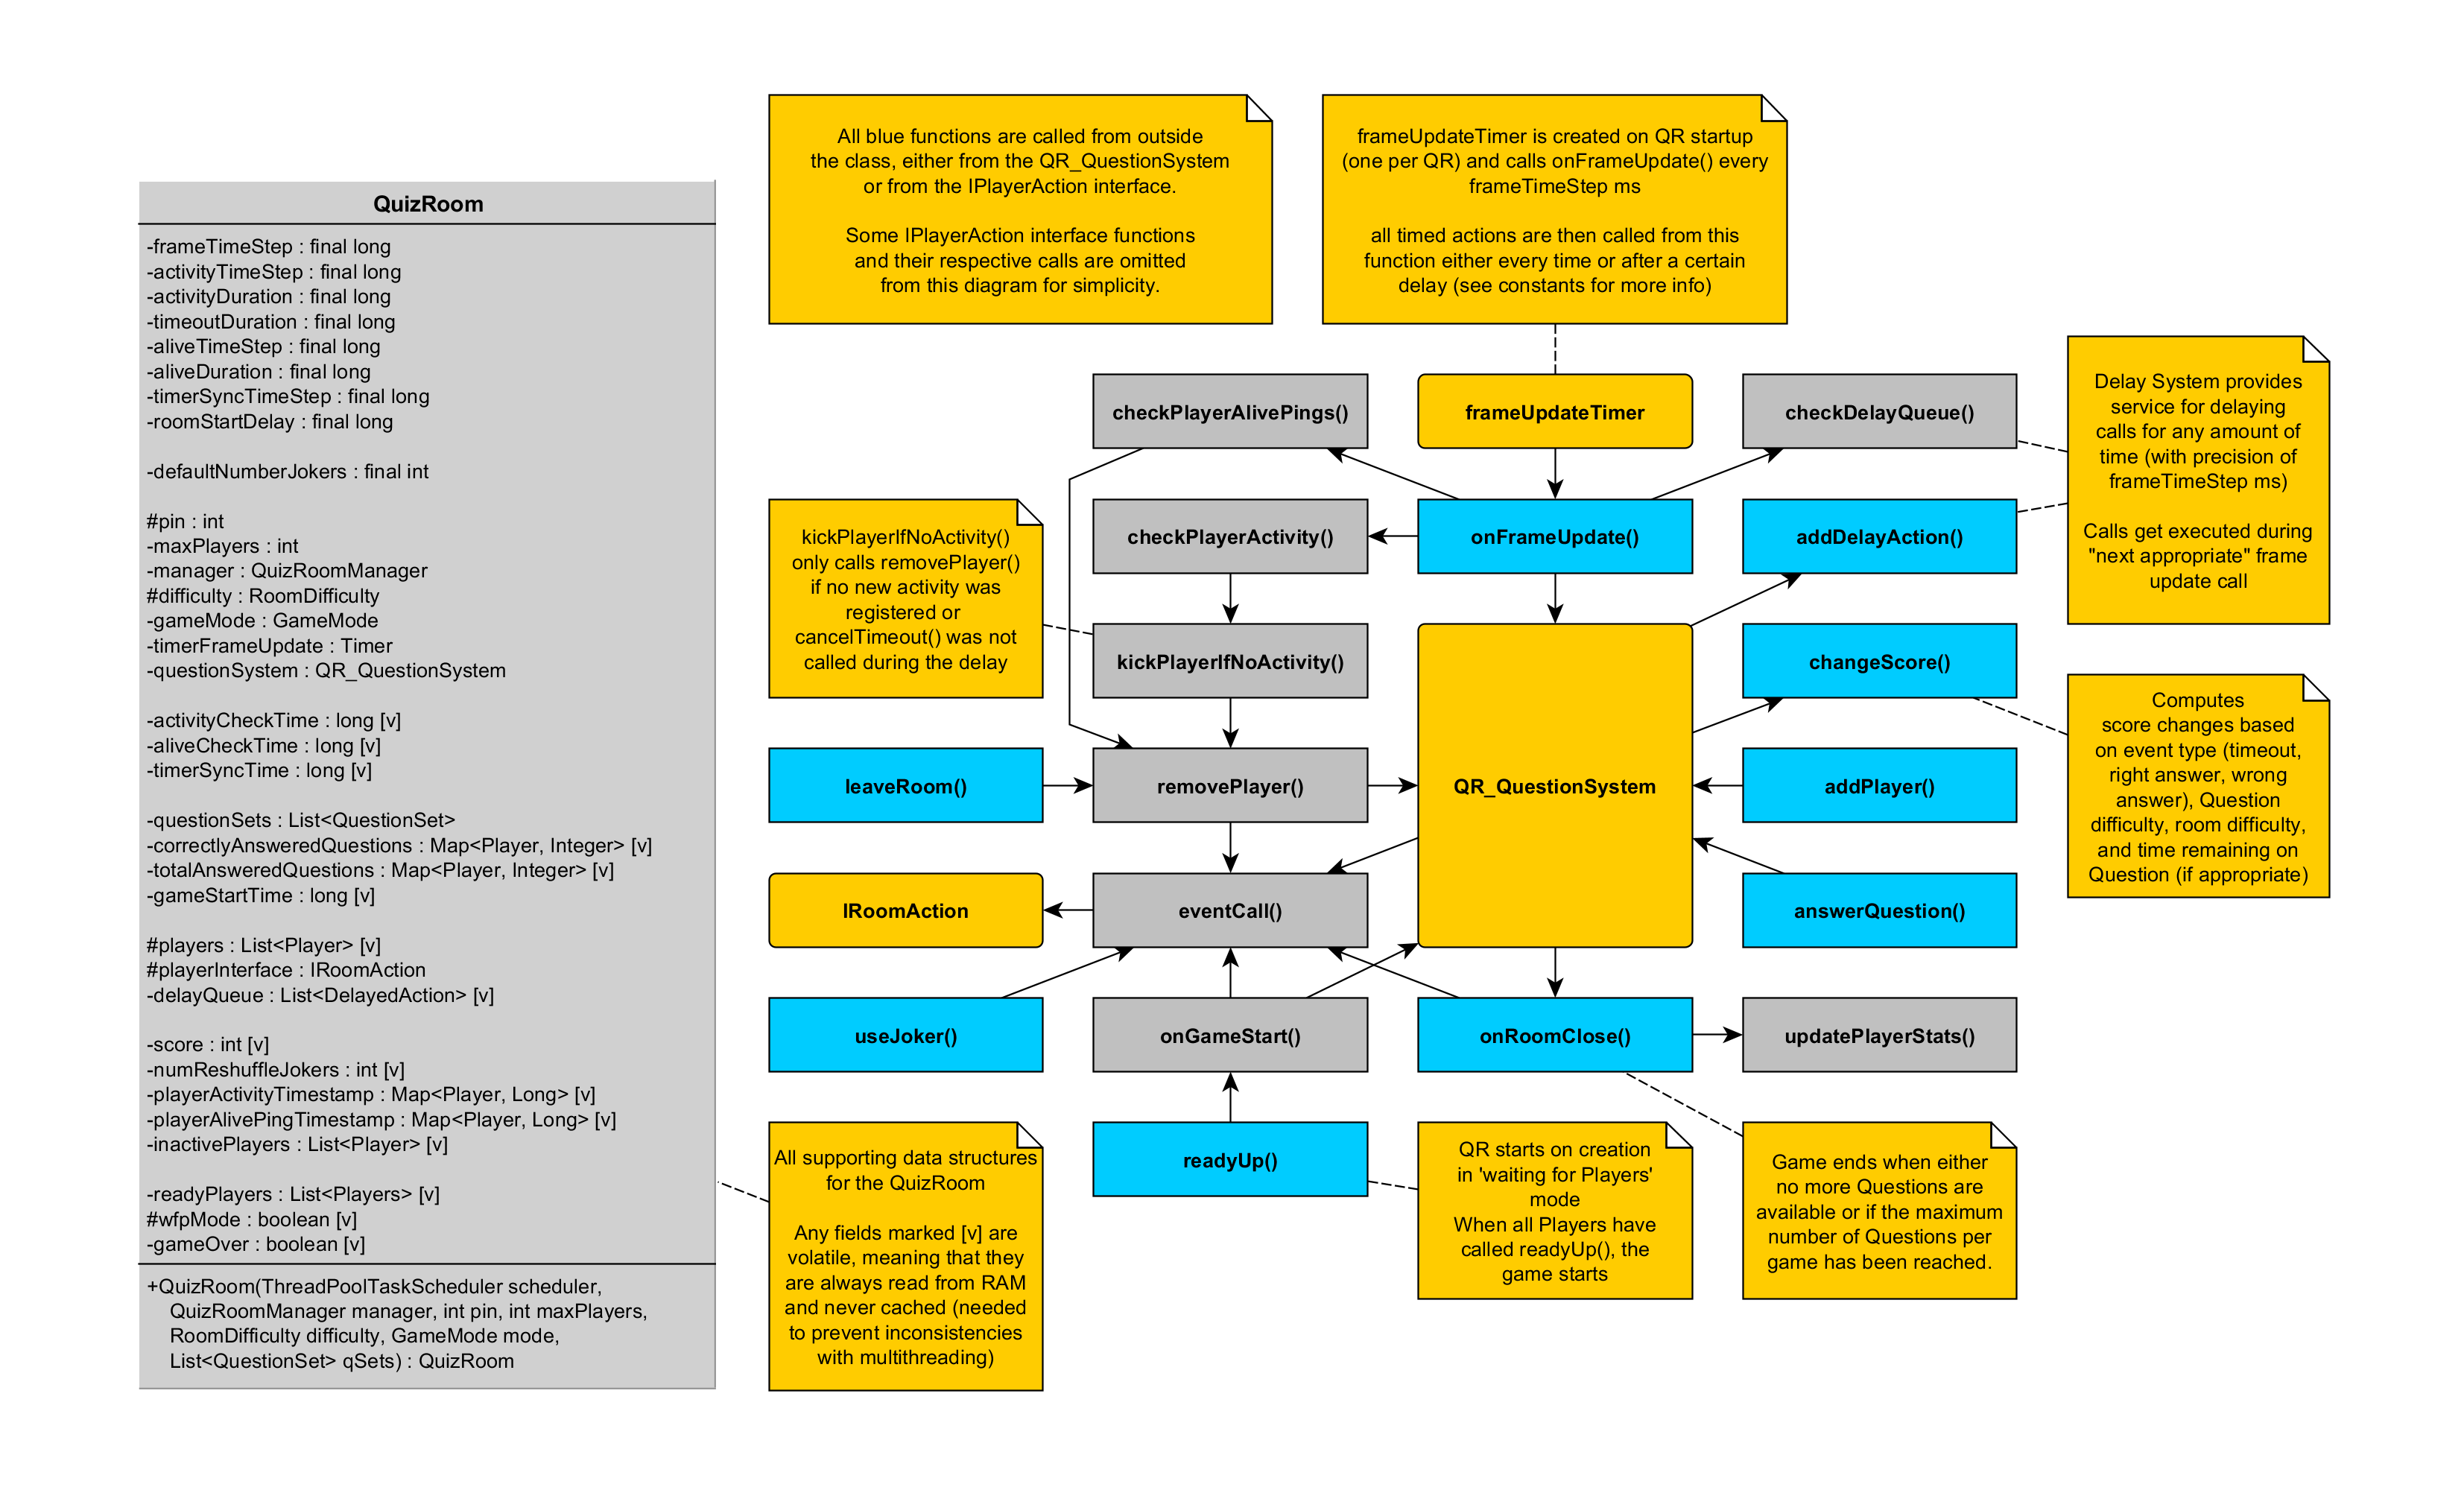 QuizRoom
-frameTimeStep : final long
-activityTimeStep : final long
-activityDuration : final long
-timeoutDuration : final long
-aliveTimeStep : final long
-aliveDuration : final long
-timerSyncTimeStep : final long
-roomStartDelay : final long
-defaultNumberJokers : final int
#pin : int
-maxPlayers : int
-manager : QuizRoomManager
#difficulty : RoomDifficulty
-gameMode : GameMode
-timerFrameUpdate : Timer
-questionSystem : QR_QuestionSystem
-activityCheckTime : long [v]
-aliveCheckTime : long [v]
-timerSyncTime : long [v]
-questionSets : List<QuestionSet>
-correctlyAnsweredQuestions : Map<Player, Integer> [v]
-totalAnsweredQuestions : Map<Player, Integer> [v]
-gameStartTime : long [v]
#players : List<Player> [v]
#playerInterface : IRoomAction
-delayQueue : List<DelayedAction> [v]
-score : int [v]
-numReshuffleJokers : int [v]
-playerActivityTimestamp : Map<Player, Long> [v]
-playerAlivePingTimestamp : Map<Player, Long> [v]
-inactivePlayers : List<Player> [v]
-readyPlayers : List<Players> [v]
#wfpMode : boolean [v]
-gameOver : boolean [v]
+QuizRoom(ThreadPoolTaskScheduler scheduler,
QuizRoomManager manager, int pin, int maxPlayers,
RoomDifficulty difficulty, GameMode mode,
List<QuestionSet> qSets) : QuizRoom
All blue functions are called from outside
the class, either from the QR_QuestionSystem
or from the IPlayerAction interface.
Some IPlayerAction interface functions
and their respective calls are omitted
from this diagram for simplicity.
frameUpdateTimer is created on QR startup
(one per QR) and calls onFrameUpdate() every
frameTimeStep ms
all timed actions are then called from this
function either every time or after a certain
delay (see constants for more info)
checkPlayerAlivePings()
frameUpdateTimer
checkDelayQueue()
Delay System provides
service for delaying
calls for any amount of
time (with precision of
frameTimeStep ms)
Calls get executed during
"next appropriate" frame
update call
kickPlayerIfNoActivity()
only calls removePlayer()
if no new activity was
registered or
cancelTimeout() was not
called during the delay
checkPlayerActivity()
onFrameUpdate()
addDelayAction()
kickPlayerIfNoActivity()
changeScore()
Computes
score changes based
on event type (timeout,
right answer, wrong
answer), Question
difficulty, room difficulty,
and time remaining on
Question (if appropriate)
leaveRoom()
removePlayer()
QR_QuestionSystem
addPlayer()
IRoomAction
eventCall()
answerQuestion()
useJoker()
onGameStart()
onRoomClose()
updatePlayerStats()
All supporting data structures
for the QuizRoom
Any fields marked [v] are
volatile, meaning that they
are always read from RAM
and never cached (needed
to prevent inconsistencies
with multithreading)
readyUp()
QR starts on creation
in 'waiting for Players'
mode
When all Players have
called readyUp(), the
game starts
Game ends when either
no more Questions are
available or if the maximum
number of Questions per
game has been reached.